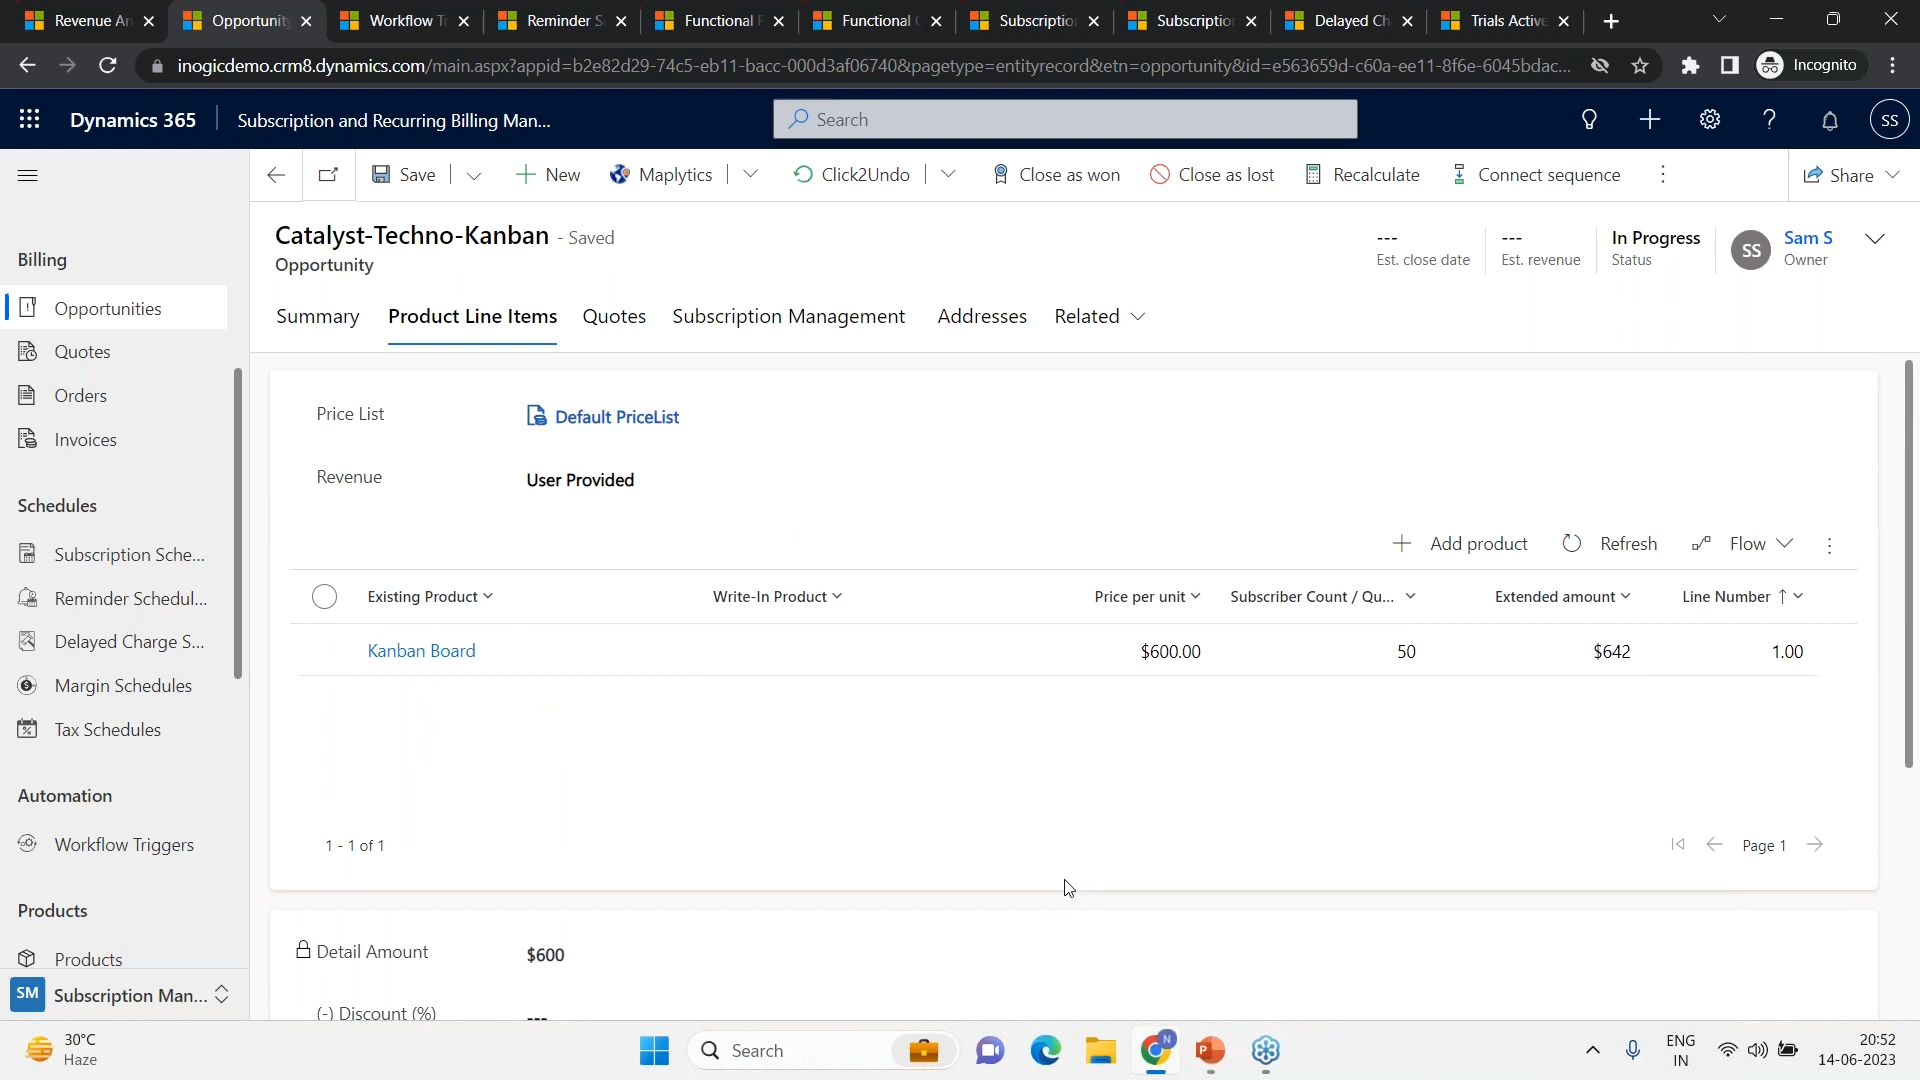 Revenue An
Opportunit
Workflow Tr
Reminder S
Functional F
Functional
Subscriptio
Subscription
Delayed Ch
Trials Active
inogicdemo.crm8.dynamics.com/main.aspx?appid=b2e82d29-74c5-eb11-bacc-000d3af06740&pagetype=entityrecord&etn=opportunity&id=e563659d-c60a-ee11-8f6e-6045bdac...
Incognito
Dynamics 365
Subscription and Recurring Billing Man...
Search
SS
Save
New
Maplytics
Click2Undo
Close as won
Close as lost
Recalculate
Connect sequence
Share
Catalyst-Techno-Kanban - Saved
Opportunity
---
Est. close date
---
Est. revenue
In Progress
Status
SS
Sam S
Owner
Summary
Product Line Items
Quotes
Subscription Management
Addresses
Related
Billing
Opportunities
Quotes
Orders
Invoices
Schedules
Subscription Sche...
Reminder Schedul...
Delayed Charge S...
Margin Schedules
Tax Schedules
Automation
Workflow Triggers
Products
Products
SM Subscription Man...
Price List
Default PriceList
Revenue
User Provided
Add product
Refresh
Flow
Existing Product
Write-In Product
Price per unit
Subscriber Count / Qu...
Extended amount
Line Number
Kanban Board
$600.00
50
$642
1.00
1 - 1 of 1
Page 1
Detail Amount
$600
(-) Discount (%)
---
30°C
Haze
Search
N
P
ENG
IN
20:52
14-06-2023